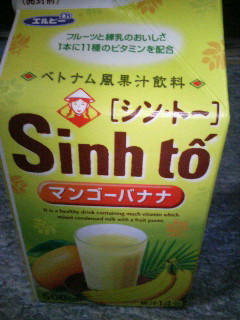 エルビー
フルーツと練乳のおいしさ
1本に11種のビタミンを配合
ベトナム風果汁飲料
[シントー]
Sinh tố
マンゴーバナナ
It is a healthy drink containing much vitamin which
mixed condensed milk with a fruit puree.
500